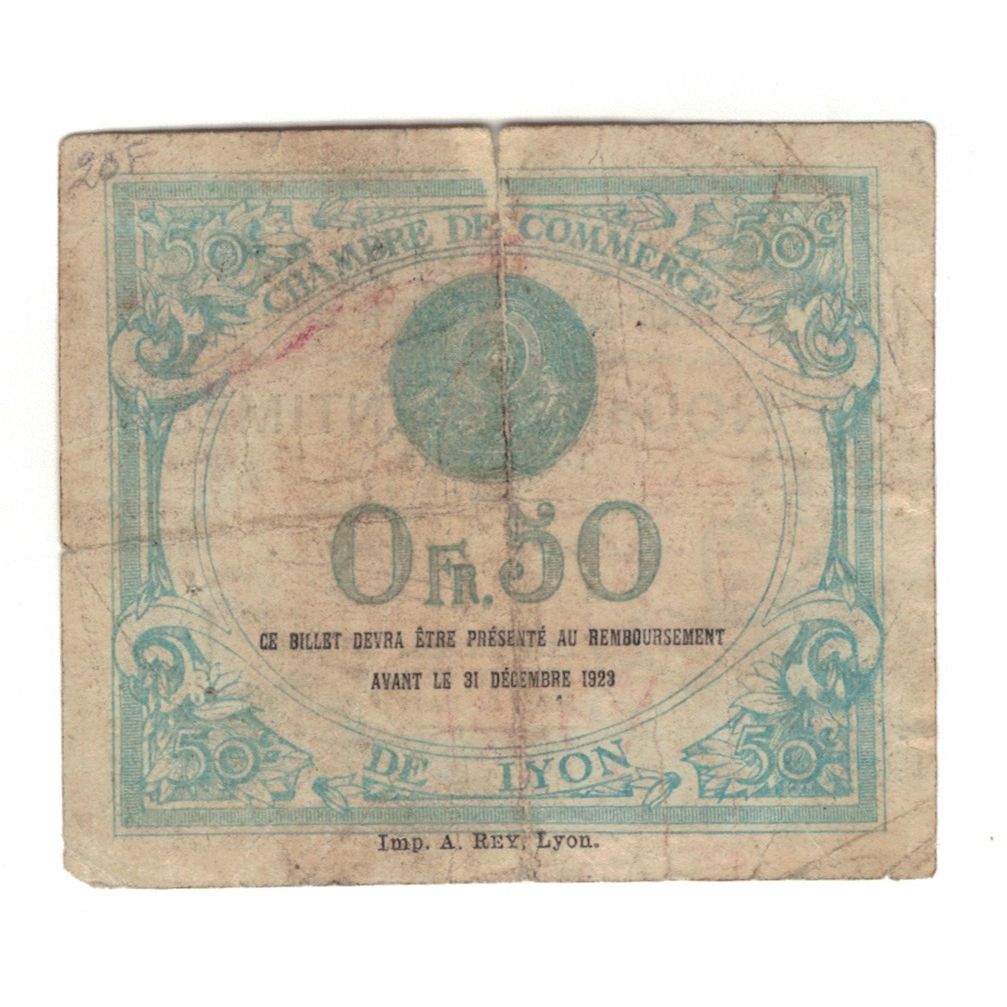 20F
50c 50c
CHAMBRE DE COMMERCE
0 FR. 50
CE BILLET DEVRA ÊTRE PRÉSENTÉ AU REMBOURSEMENT
AVANT LE 31 DÉCEMBRE 1923
50c 50c
DE LYON
Imp. A. REY, Lyon.